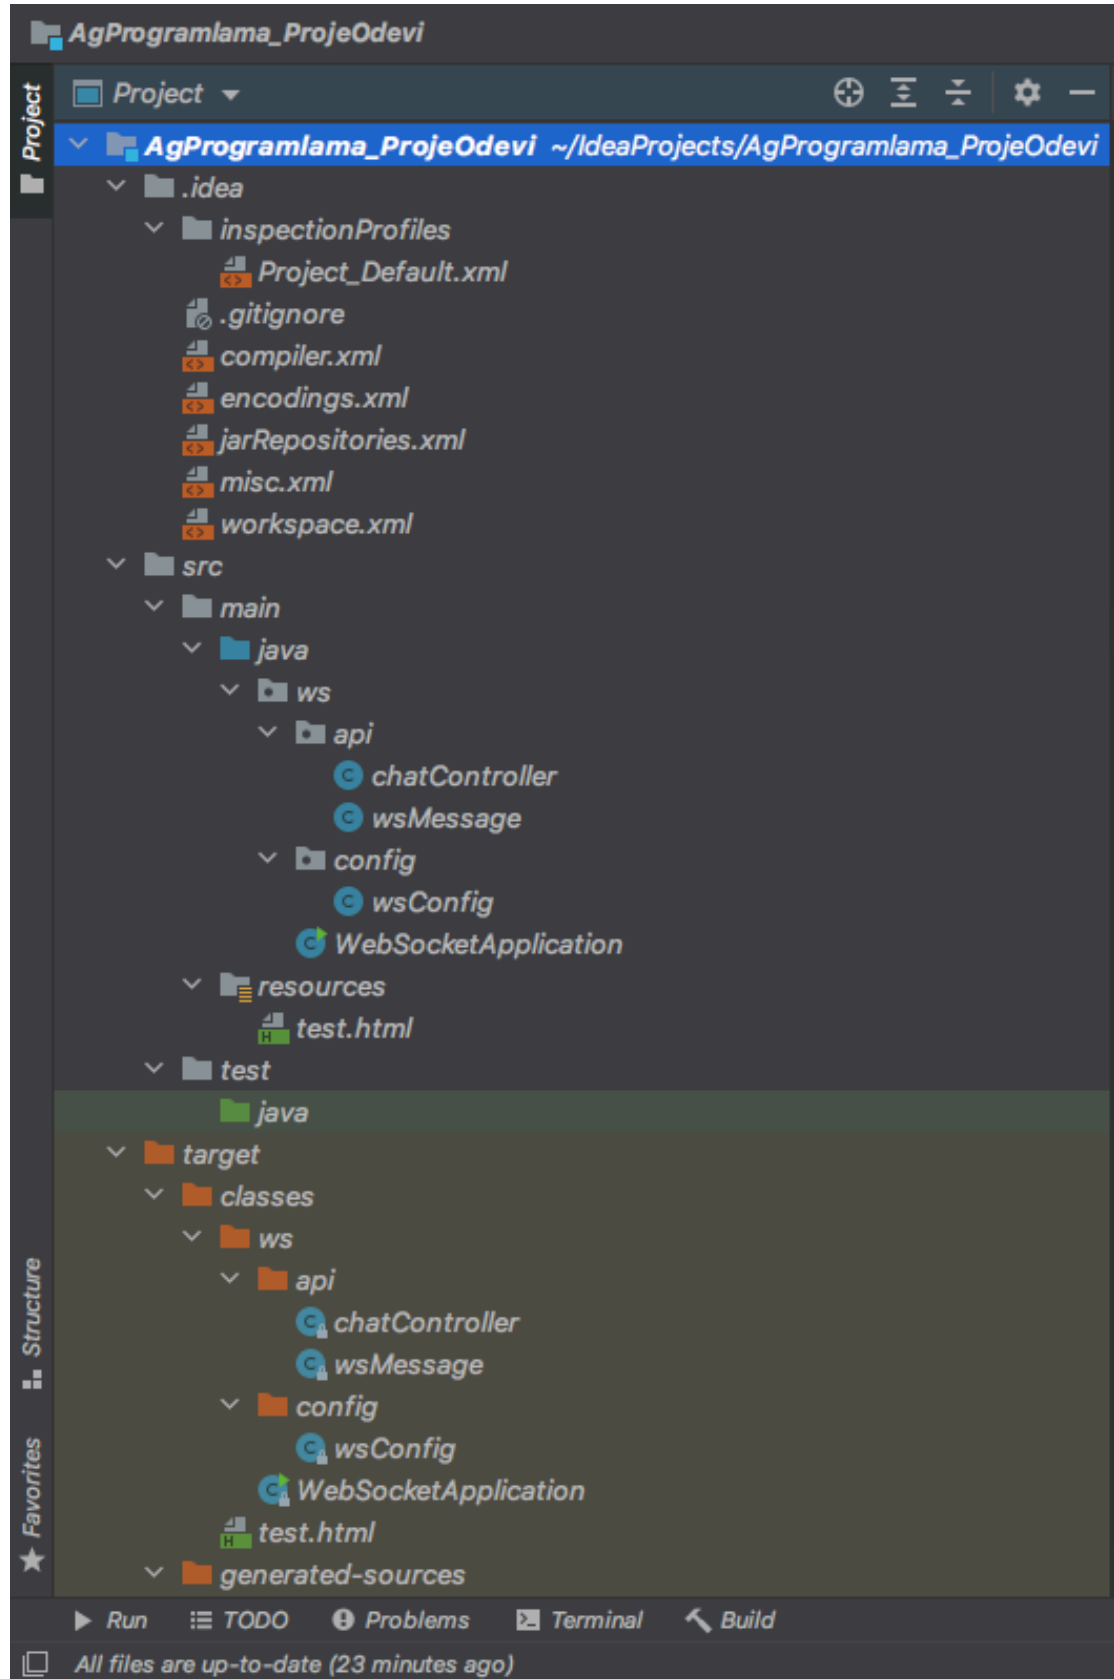 AgProgramlama_ProjeOdevi
Project
Project
AgProgramlama_ProjeOdevi ~/IdeaProjects/AgProgramlama_ProjeOdevi
.idea
inspectionProfiles
Project_Default.xml
.gitignore
compiler.xml
encodings.xml
jarRepositories.xml
misc.xml
workspace.xml
src
main
java
ws
api
chatController
wsMessage
config
wsConfig
WebSocketApplication
resources
test.html
test
java
target
classes
ws
api
chatController
wsMessage
config
wsConfig
WebSocketApplication
test.html
generated-sources
Structure
Favorites
Run TODO Problems Terminal Build
All files are up-to-date (23 minutes ago)